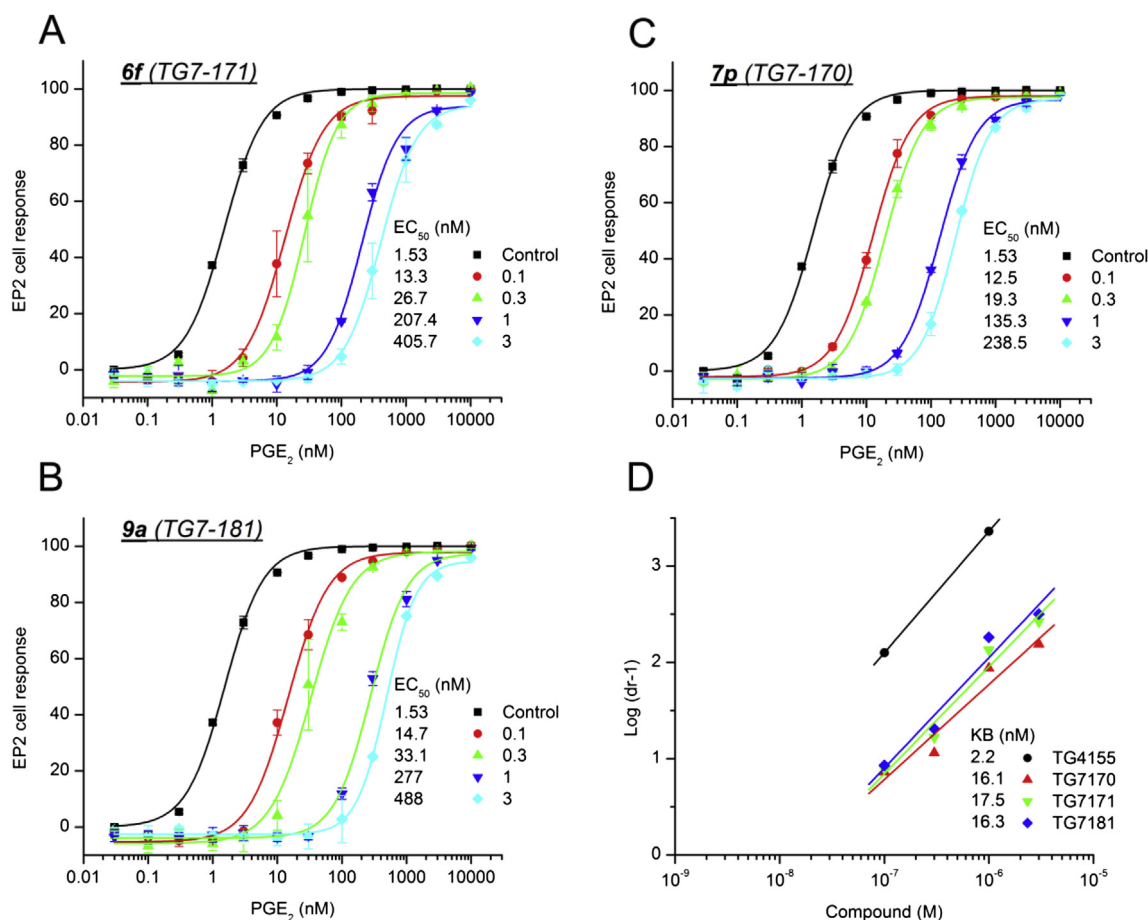 A
6f (TG7-171)
EP2 cell response
100
80
60
40
20
0
EC50 (nM)
1.53 Control
13.3 0.1
26.7 0.3
207.4 1
405.7 3
0.01 0.1 1 10 100 1000 10000
PGE2 (nM)
C
7p (TG7-170)
EP2 cell response
100
80
60
40
20
0
EC50 (nM)
1.53 Control
12.5 0.1
19.3 0.3
135.3 1
238.5 3
0.01 0.1 1 10 100 1000 10000
PGE2 (nM)
B
9a (TG7-181)
EP2 cell response
100
80
60
40
20
0
EC50 (nM)
1.53 Control
14.7 0.1
33.1 0.3
277 1
488 3
0.01 0.1 1 10 100 1000 10000
PGE2 (nM)
D
Log (dr-1)
3
2
1
0
KB (nM)
2.2 TG4155
16.1 TG7170
17.5 TG7171
16.3 TG7181
10-9 10-8 10-7 10-6 10-5
Compound (M)